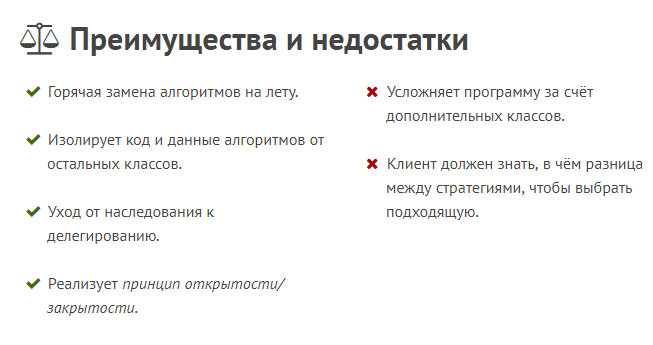 Преимущества и недостатки
Горячая замена алгоритмов на лету.
Изолирует код и данные алгоритмов от
остальных классов.
Уход от наследования к
делегированию.
Реализует принцип открытости/
закрытости.
Усложняет программу за счёт
дополнительных классов.
Клиент должен знать, в чём разница
между стратегиями, чтобы выбрать
подходящую.